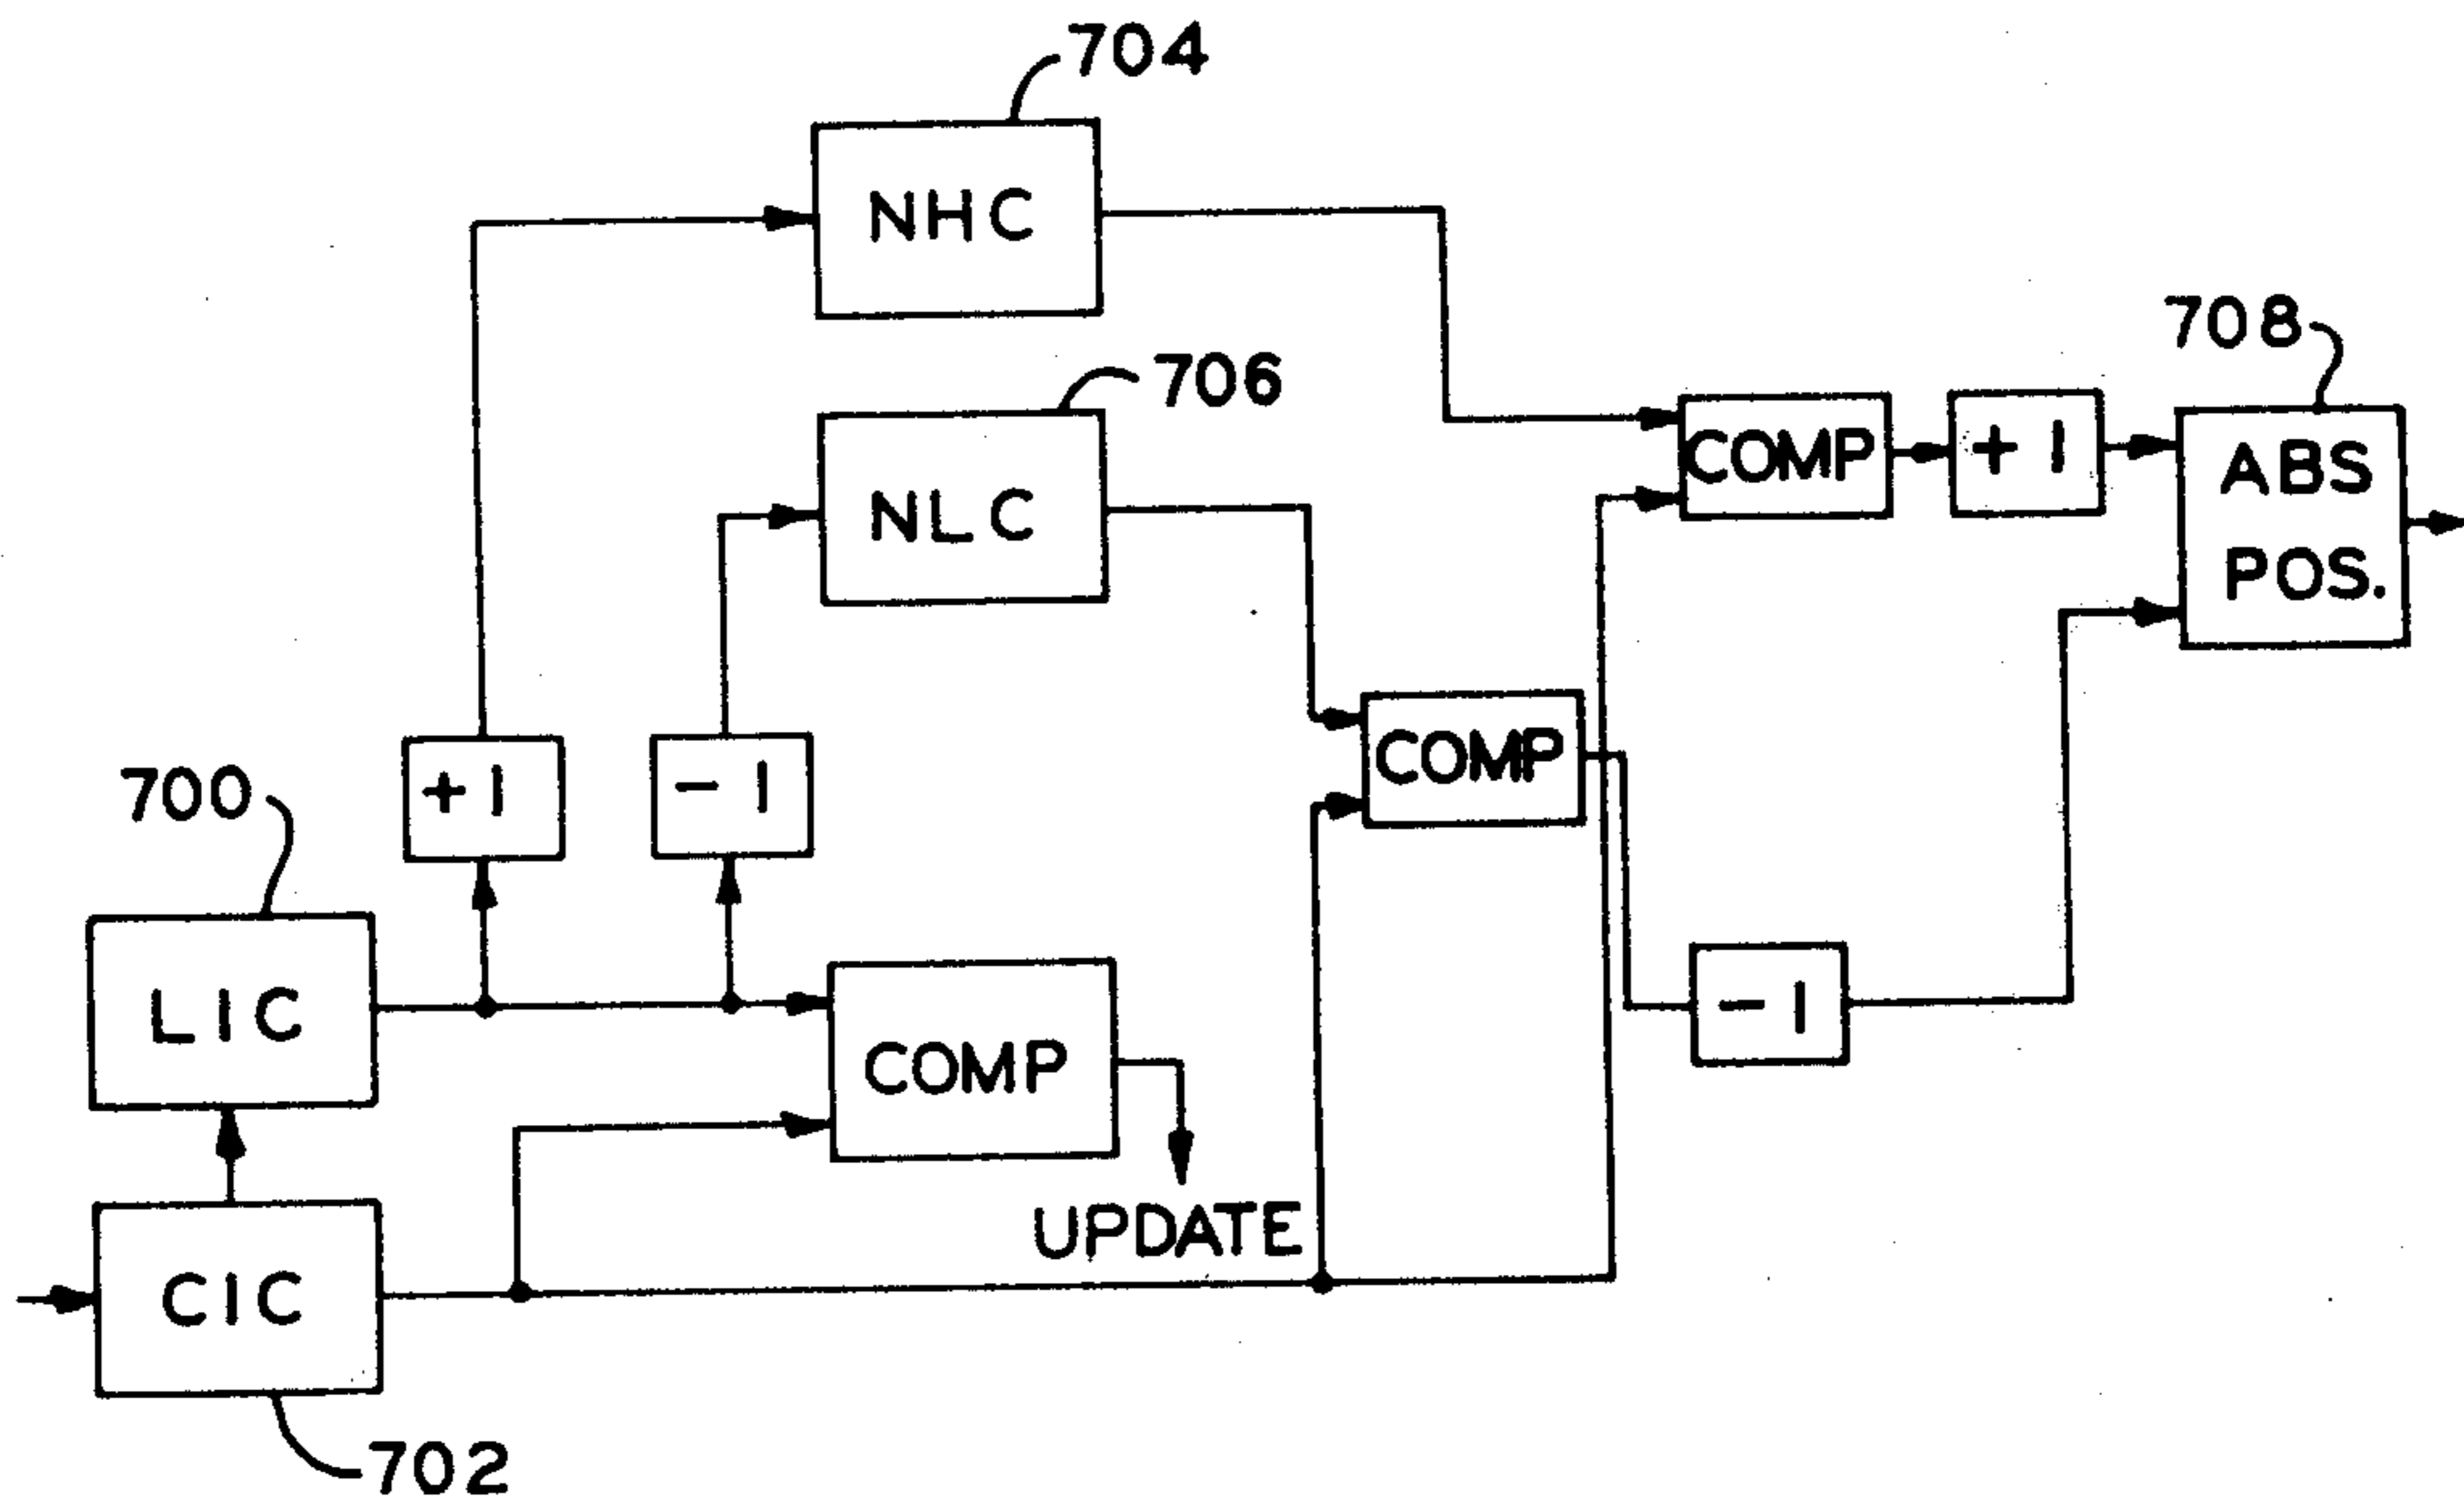 704
NHC
706
NLC
708
COMP
+1
ABS
POS.
COMP
700
+1
-1
LIC
COMP
-1
UPDATE
CIC
702